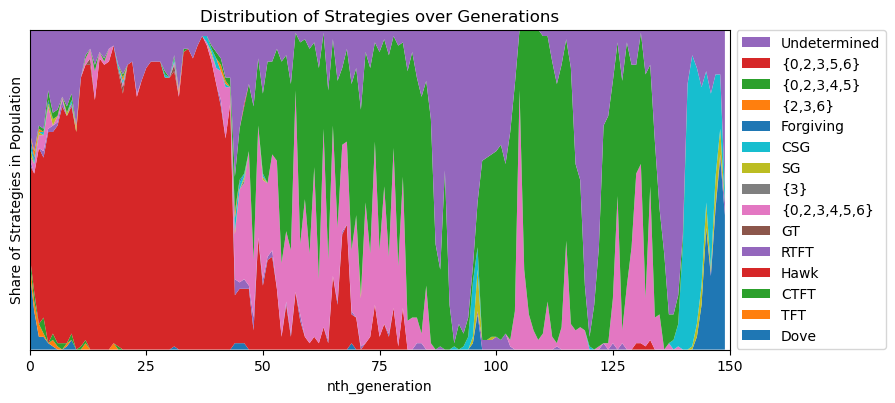 Distribution of Strategies over Generations
Share of Strategies in Population
0 25 50 75 100 125 150
nth_generation
Undetermined
{0,2,3,5,6}
{0,2,3,4,5}
{2,3,6}
Forgiving
CSG
SG
{3}
{0,2,3,4,5,6}
GT
RTFT
Hawk
CTFT
TFT
Dove